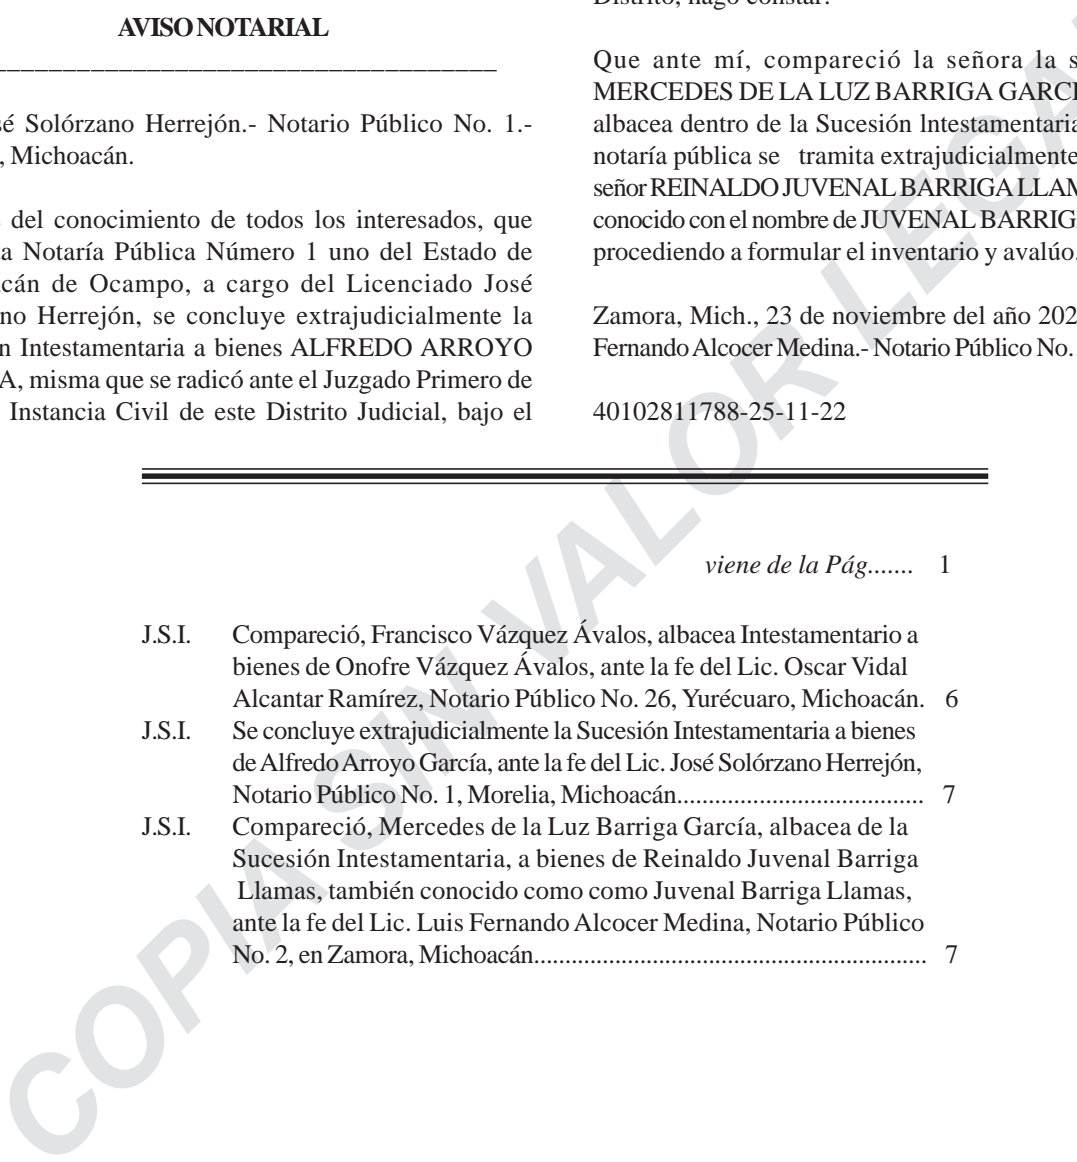 AVISO NOTARIAL
sé Solórzano Herrejón.- Notario Público No. 1.-
, Michoacán.
del conocimiento de todos los interesados, que
Notaría Pública Número 1 uno del Estado de
de Ocampo, a cargo del Licenciado José
Herrejón, se concluye extrajudicialmente la
Intestamentaria a bienes ALFREDO ARROYO
A, misma que se radicó ante el Juzgado Primero de
Instancia Civil de este Distrito Judicial, bajo el
Distrito, hago constar:
Que ante mí, compareció la señora la s
MERCEDES DE LA LUZ BARRIGA GARCÍ
albacea dentro de la Sucesión lntestamentaria
notaría pública se tramita extrajudicialmente
señor REINALDO JUVENAL BARRIGA LLAM
conocido con el nombre de JUVENAL BARRIGA
procediendo a formular el inventario y avalúo.
Zamora, Mich., 23 de noviembre del año 202
Fernando Alcocer Medina.- Notario Público No.
40102811788-25-11-22
viene de la Pág....... 1
J.S.I. Compareció, Francisco Vázquez Ávalos, albacea Intestamentario a
bienes de Onofre Vázquez Ávalos, ante la fe del Lic. Oscar Vidal
Alcantar Ramírez, Notario Público No. 26, Yurécuaro, Michoacán. 6
J.S.I. Se concluye extrajudicialmente la Sucesión Intestamentaria a bienes
de Alfredo Arroyo García, ante la fe del Lic. José Solórzano Herrejón,
Notario Público No. 1, Morelia, Michoacán....................................... 7
J.S.I. Compareció, Mercedes de la Luz Barriga García, albacea de la
Sucesión Intestamentaria, a bienes de Reinaldo Juvenal Barriga
Llamas, también conocido como como Juvenal Barriga Llamas,
ante la fe del Lic. Luis Fernando Alcocer Medina, Notario Público
No. 2, en Zamora, Michoacán.............................................................. 7
COPIA SIN VALOR LEGA